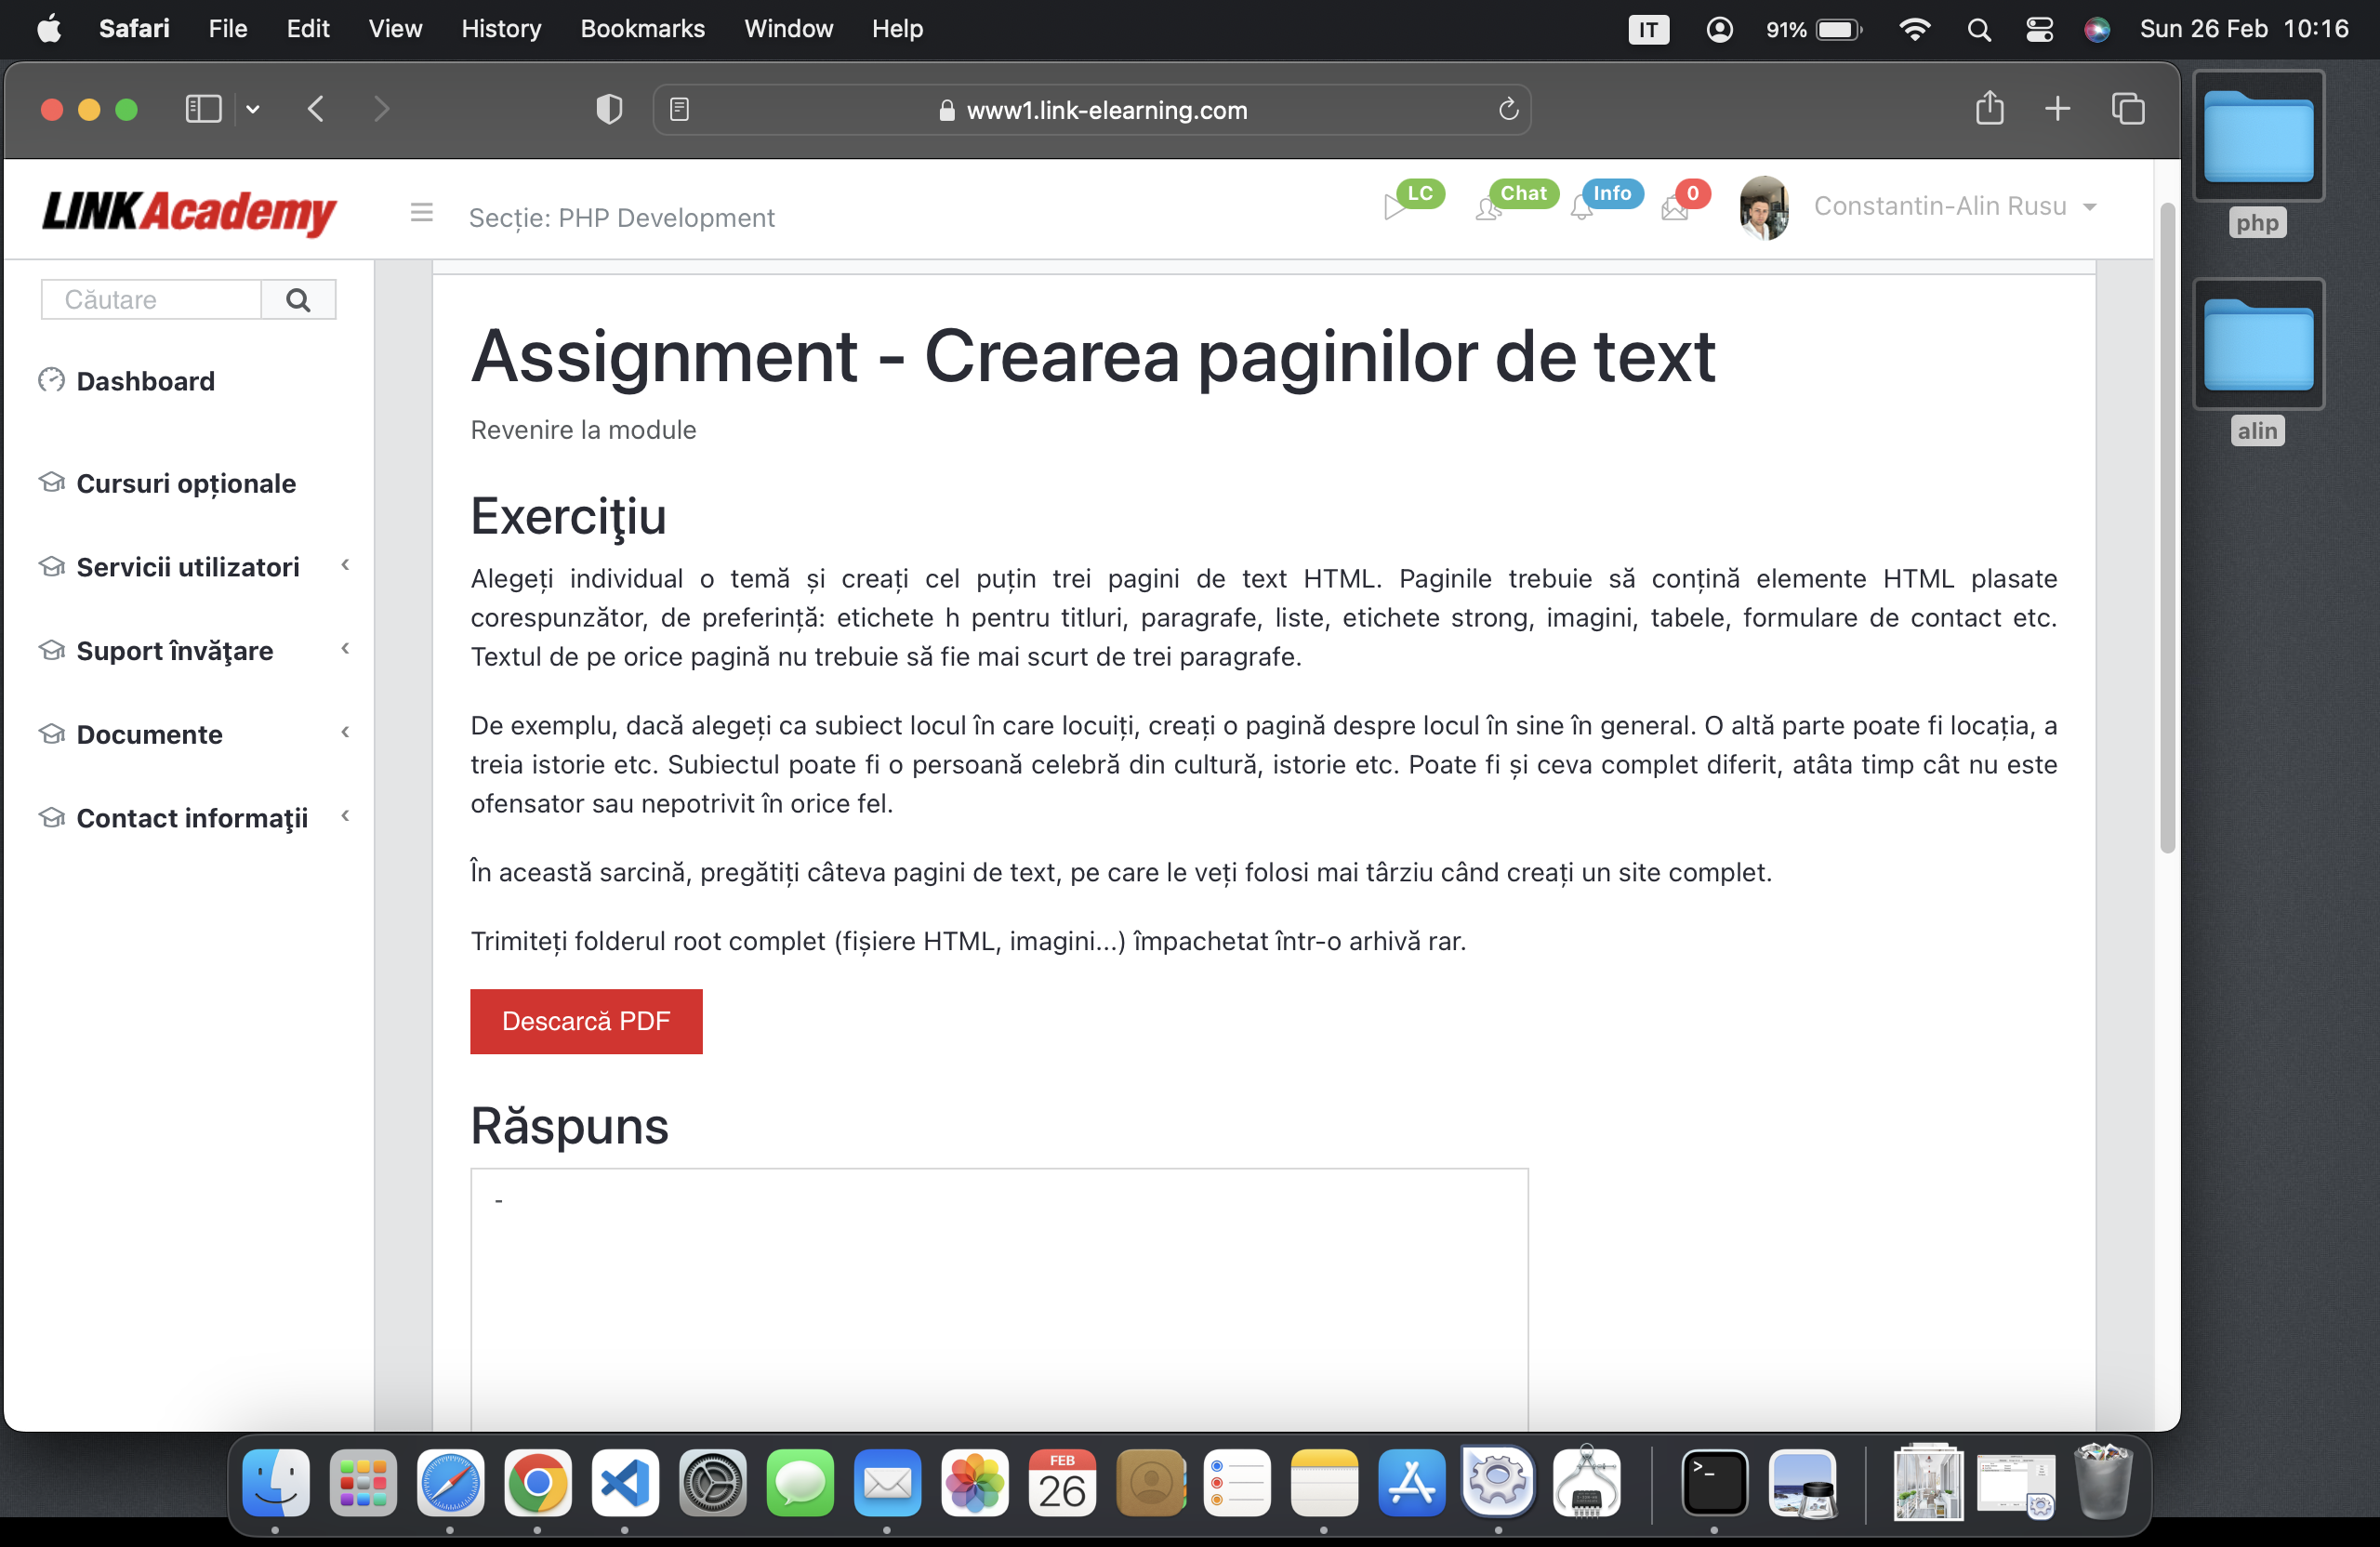 Safari File Edit View History Bookmarks Window Help IT 91% Sun 26 Feb 10:16
www1.link-elearning.com
LINKAcademy
Secție: PHP Development
LC
Chat
Info
0
Constantin-Alin Rusu
php
alin
Căutare
Dashboard
Cursuri opționale
Servicii utilizatori
Suport învăţare
Documente
Contact informaţii
Assignment - Crearea paginilor de text
Revenire la module
Exerciţiu
Alegeți individual o temă și creați cel puțin trei pagini de text HTML. Paginile trebuie să conțină elemente HTML plasate
corespunzător, de preferință: etichete h pentru titluri, paragrafe, liste, etichete strong, imagini, tabele, formulare de contact etc.
Textul de pe orice pagină nu trebuie să fie mai scurt de trei paragrafe.
De exemplu, dacă alegeți ca subiect locul în care locuiți, creați o pagină despre locul în sine în general. O altă parte poate fi locația, a
treia istorie etc. Subiectul poate fi o persoană celebră din cultură, istorie etc. Poate fi și ceva complet diferit, atâta timp cât nu este
ofensator sau nepotrivit în orice fel.
În această sarcină, pregătiți câteva pagini de text, pe care le veți folosi mai târziu când creați un site complet.
Trimiteți folderul root complet (fișiere HTML, imagini...) împachetat într-o arhivă rar.
Descarcă PDF
Răspuns
-
FEB
26
>_